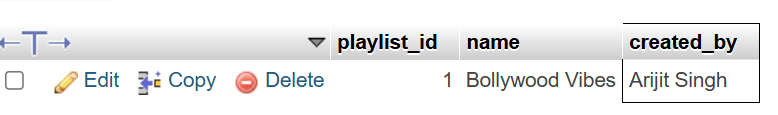 playlist_id name created_by
Edit Copy Delete 1 Bollywood Vibes Arijit Singh